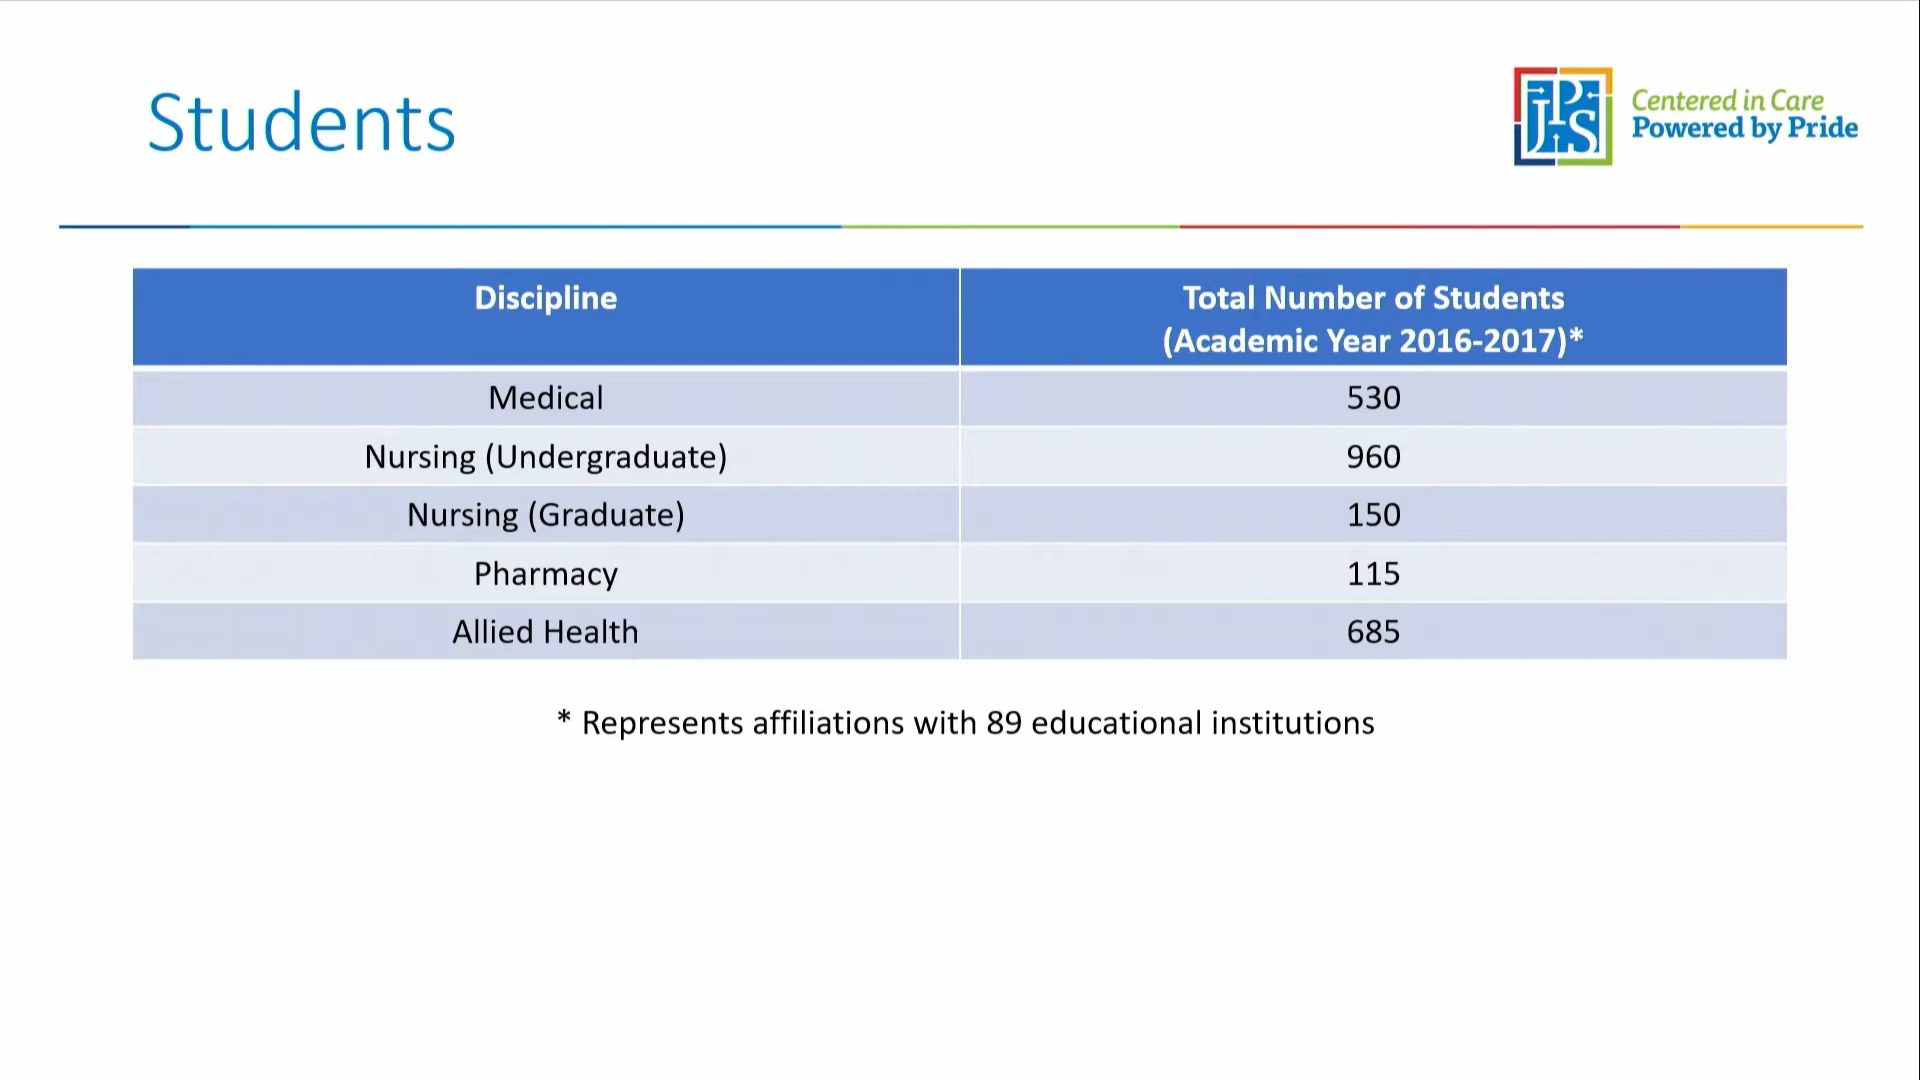 Students
JPS
Centered in Care
Powered by Pride
Discipline
Total Number of Students
(Academic Year 2016-2017)*
Medical 530
Nursing (Undergraduate) 960
Nursing (Graduate) 150
Pharmacy 115
Allied Health 685
* Represents affiliations with 89 educational institutions